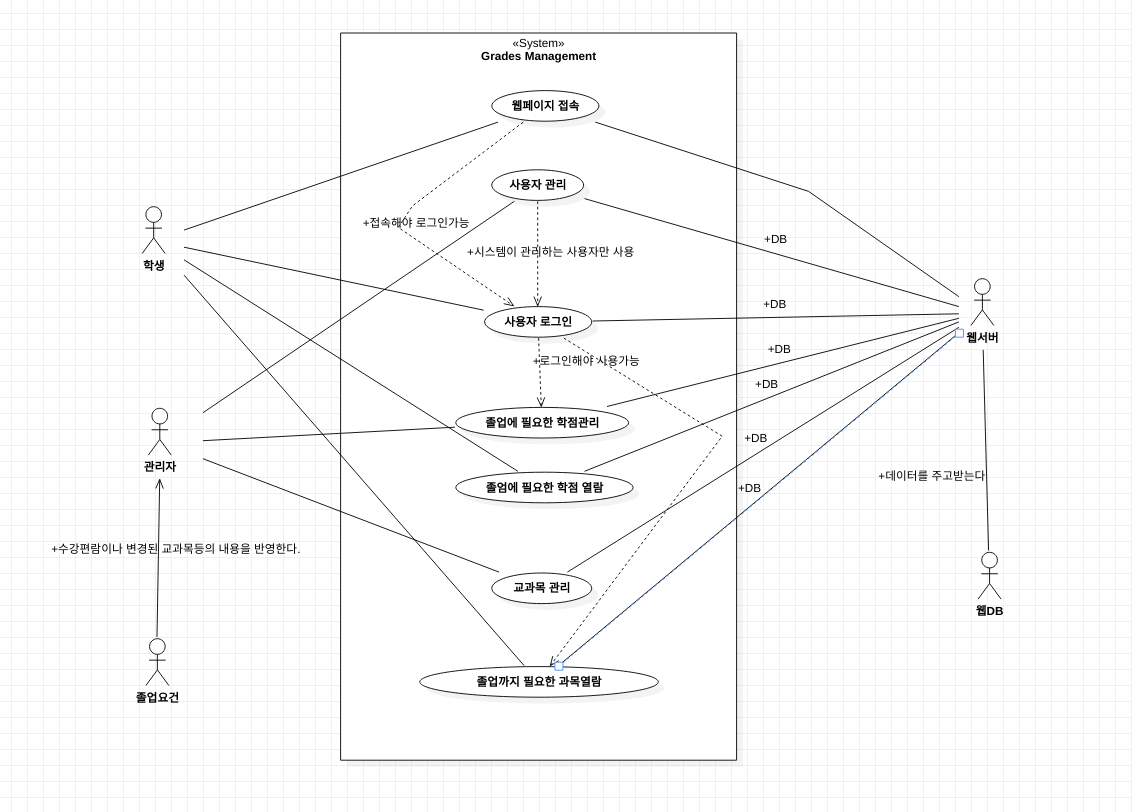 «System»
Grades Management
웹페이지 접속
사용자 관리
+접속해야 로그인가능
+DB
+시스템이 관리하는 사용자만 사용
학생
+DB
사용자 로그인
웹서버
+DB
+로그인해야 사용가능
+DB
졸업에 필요한 학점관리
+DB
관리자
+데이터를 주고받는다
졸업에 필요한 학점 열람
+DB
+수강편람이나 변경된 교과목등의 내용을 반영한다.
교과목 관리
웹DB
졸업까지 필요한 과목열람
졸업요건